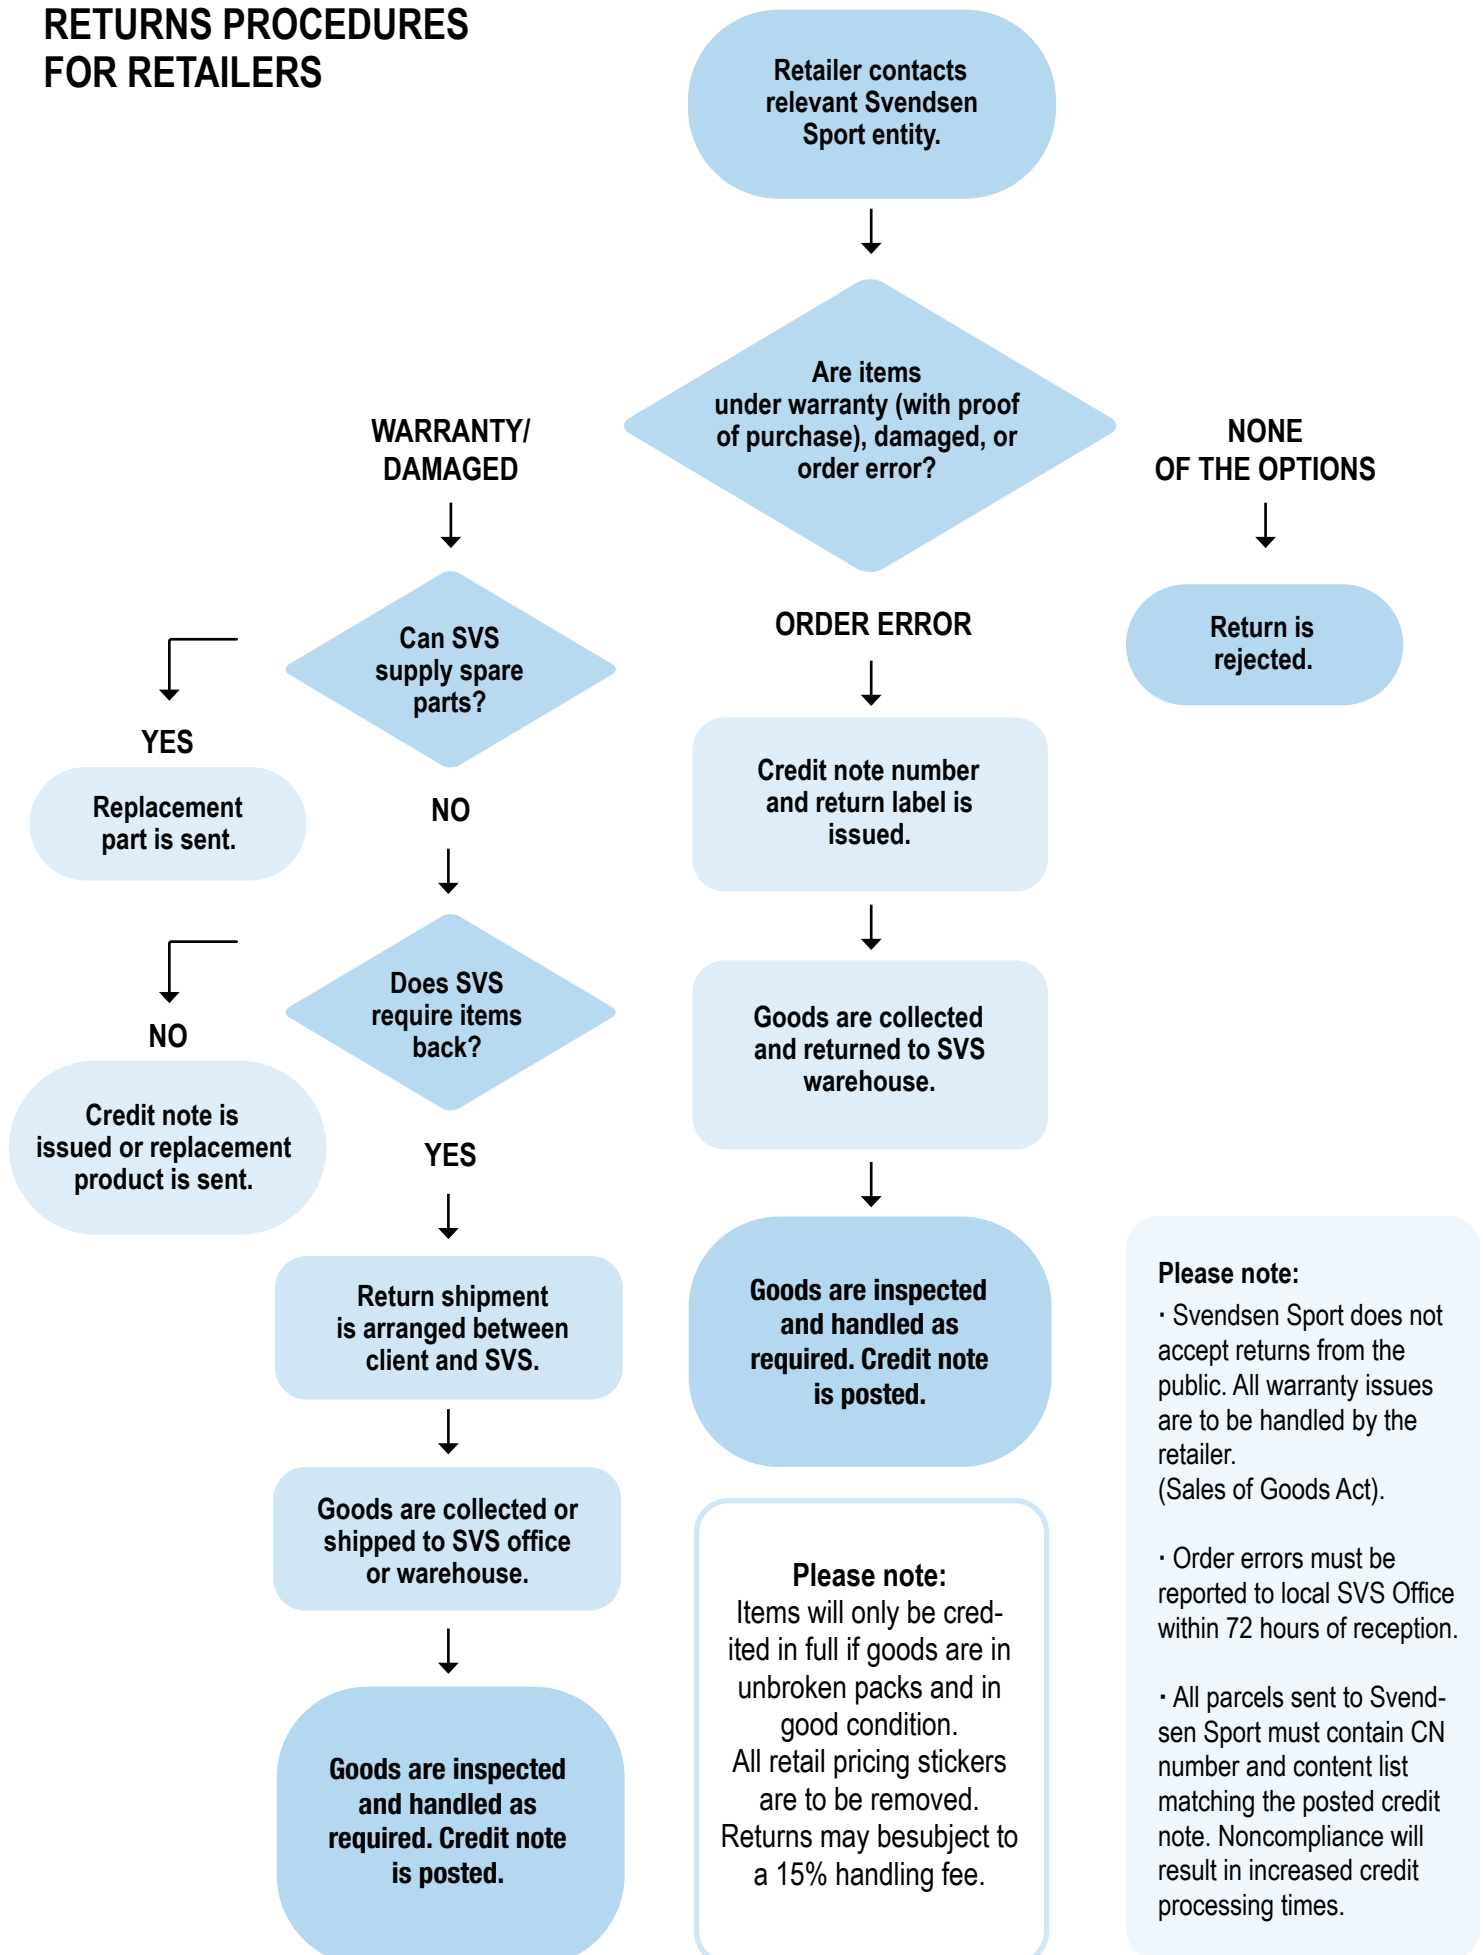 RETURNS PROCEDURES
FOR RETAILERS
Retailer contacts
relevant Svendsen
Sport entity.
Are items
under warranty (with proof
of purchase), damaged, or
order error?
WARRANTY/
DAMAGED
NONE
OF THE OPTIONS
ORDER ERROR
Return is
rejected.
Can SVS
supply spare
parts?
YES
Replacement
part is sent.
NO
Credit note number
and return label is
issued.
Does SVS
require items
back?
NO
Credit note is
issued or replacement
product is sent.
YES
Goods are collected
and returned to SVS
warehouse.
Return shipment
is arranged between
client and SVS.
Goods are inspected
and handled as
required. Credit note
is posted.
Goods are collected or
shipped to SVS office
or warehouse.
Goods are inspected
and handled as
required. Credit note
is posted.
Please note:
Items will only be cred-
ited in full if goods are in
unbroken packs and in
good condition.
All retail pricing stickers
are to be removed.
Returns may besubject to
a 15% handling fee.
Please note:
· Svendsen Sport does not
accept returns from the
public. All warranty issues
are to be handled by the
retailer.
(Sales of Goods Act).
· Order errors must be
reported to local SVS Office
within 72 hours of reception.
· All parcels sent to Svend-
sen Sport must contain CN
number and content list
matching the posted credit
note. Noncompliance will
result in increased credit
processing times.